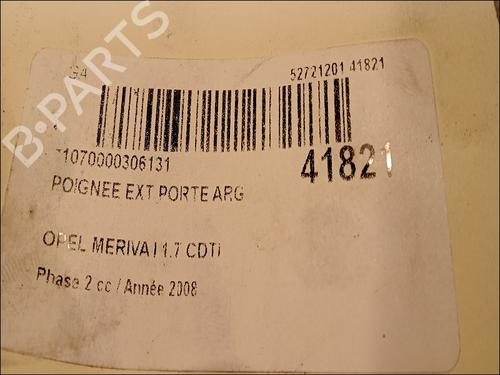 B-PARTS
G4
52721201 41821
1070000306131
41821
POIGNEE EXT PORTE ARG
OPEL MERIVA I 1.7 CDTI
Phase 2 cc / Année 2008